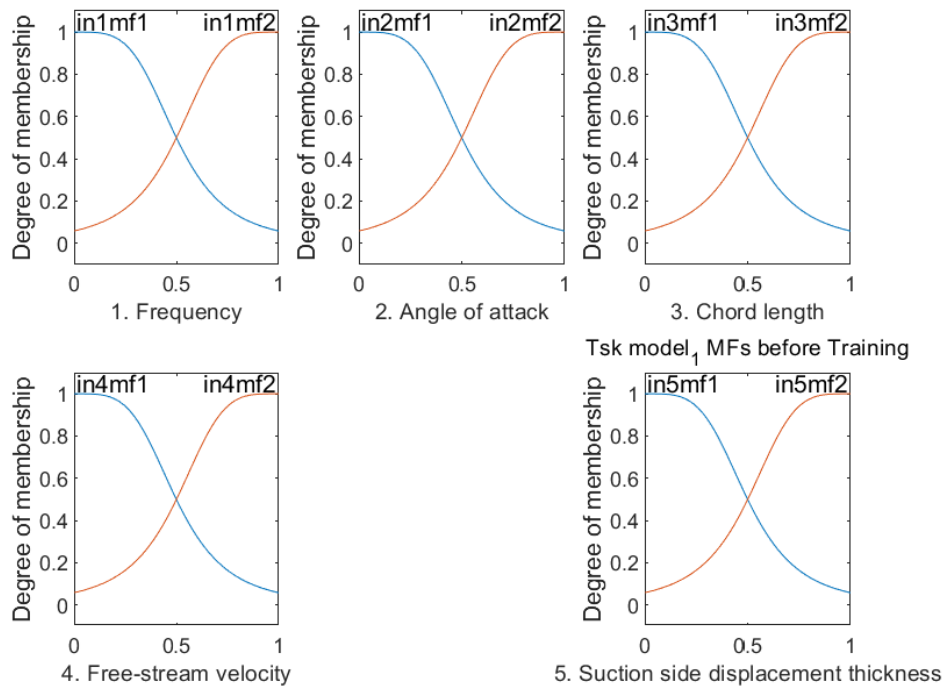 in1mf1 in1mf2
1
0.8
0.6
0.4
0.2
0
Degree of membership
0 0.5 1
1. Frequency
in2mf1 in2mf2
1
0.8
0.6
0.4
0.2
0
Degree of membership
0 0.5 1
2. Angle of attack
in3mf1 in3mf2
1
0.8
0.6
0.4
0.2
0
Degree of membership
0 0.5 1
3. Chord length
in4mf1 in4mf2
1
0.8
0.6
0.4
0.2
0
Degree of membership
0 0.5 1
4. Free-stream velocity
Tsk model₁ MFs before Training
in5mf1 in5mf2
1
0.8
0.6
0.4
0.2
0
Degree of membership
0 0.5 1
5. Suction side displacement thickness